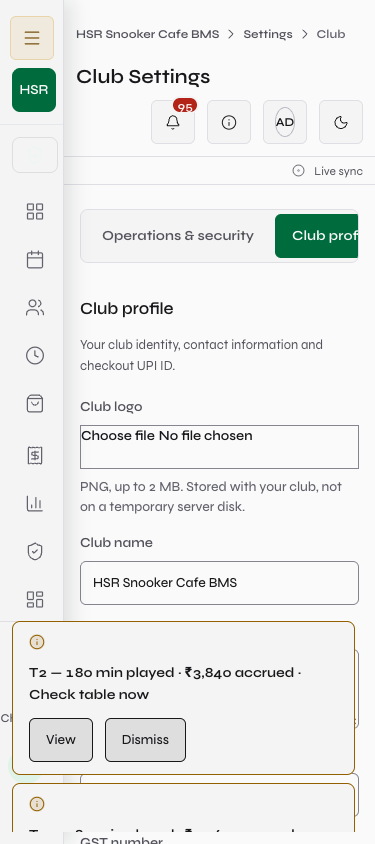 HSR Snooker Cafe BMS > Settings > Club
HSR
Club Settings
95
AD
Live sync
Operations & security
Club prof
Club profile
Your club identity, contact information and
checkout UPI ID.
Club logo
Choose file No file chosen
PNG, up to 2 MB. Stored with your club, not
on a temporary server disk.
Club name
HSR Snooker Cafe BMS
T2 — 180 min played · ₹3,840 accrued ·
Check table now
View
Dismiss
GST number